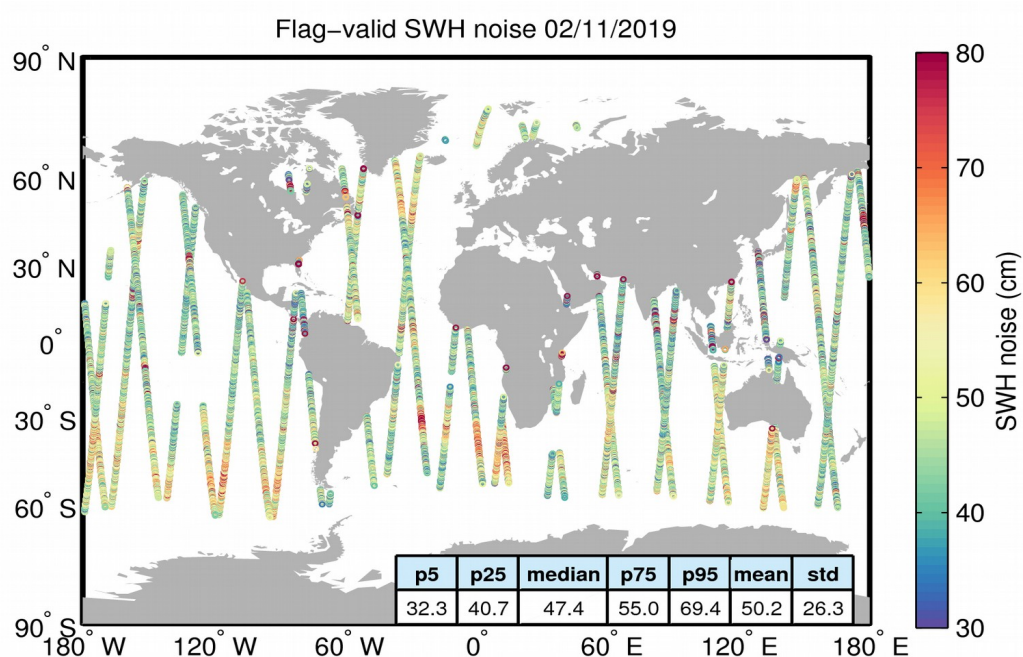 Flag-valid SWH noise 02/11/2019
90° N
60° N
30° N
0°
30° S
60° S
90° S
180° W 120° W 60° W 0° 60° E 120° E 180° E
p5 p25 median p75 p95 mean std
32.3 40.7 47.4 55.0 69.4 50.2 26.3
80
70
60
50
40
30
SWH noise (cm)